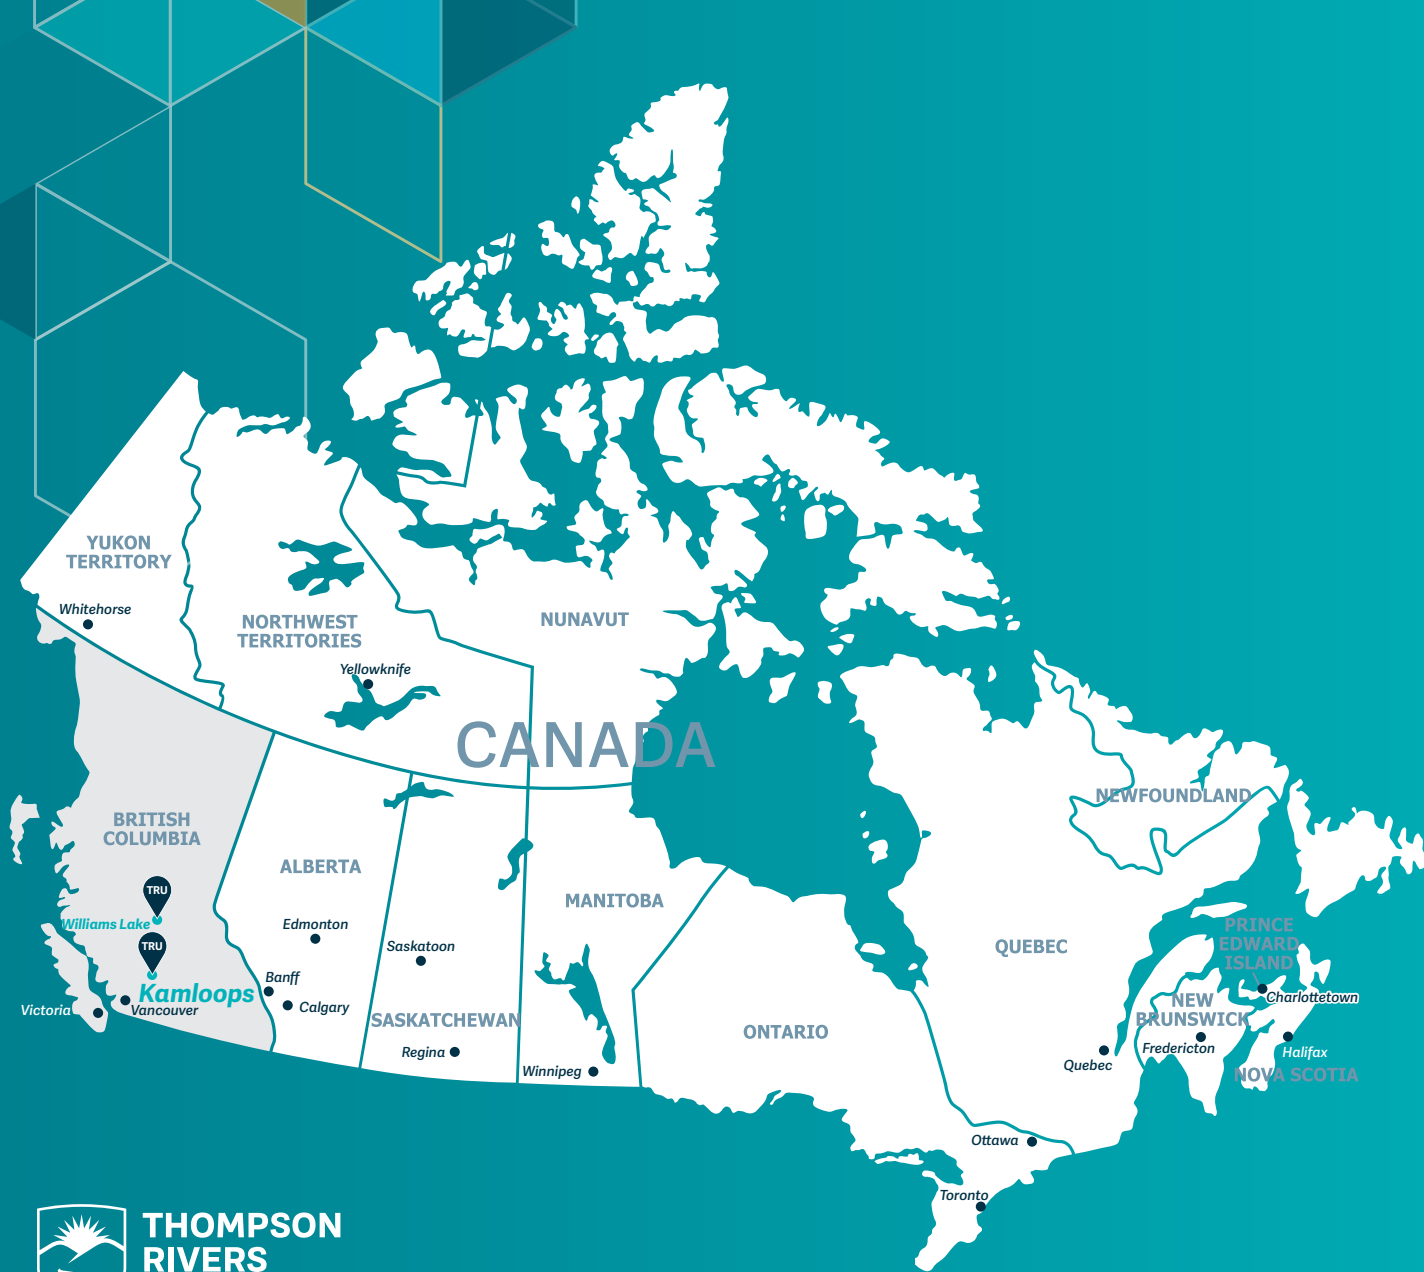 YUKON
TERRITORY
Whitehorse
NORTHWEST
TERRITORIES
Yellowknife
NUNAVUT
CANADA
BRITISH
COLUMBIA
TRU
Williams Lake
TRU
Kamloops
Victoria
Vancouver
ALBERTA
Edmonton
Banff
Calgary
Saskatoon
SASKATCHEWAN
Regina
MANITOBA
Winnipeg
ONTARIO
Ottawa
Toronto
QUEBEC
Quebec
NEWFOUNDLAND
PRINCE
EDWARD
ISLAND
Charlottetown
NEW
BRUNSWICK
Fredericton
Halifax
NOVA SCOTIA
THOMPSON
RIVERS